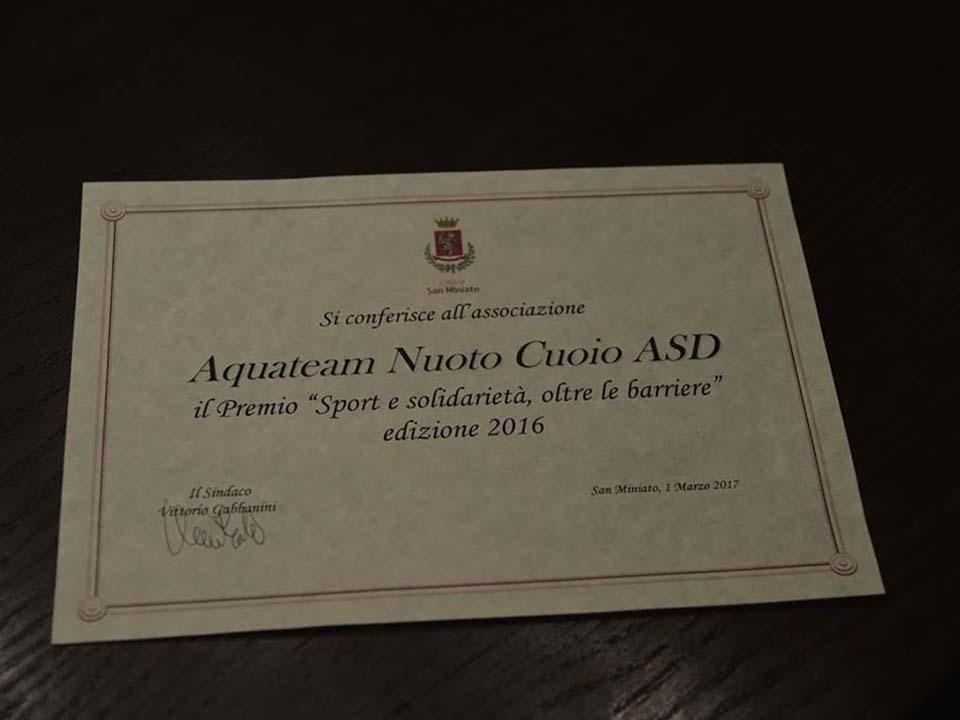 San Miniato
Si conferisce all'associazione
Aquateam Nuoto Cuoio ASD
il Premio “Sport e solidarietà, oltre le barriere”
edizione 2016
Il Sindaco
Vittorio Gabbanini
San Miniato, 1 Marzo 2017